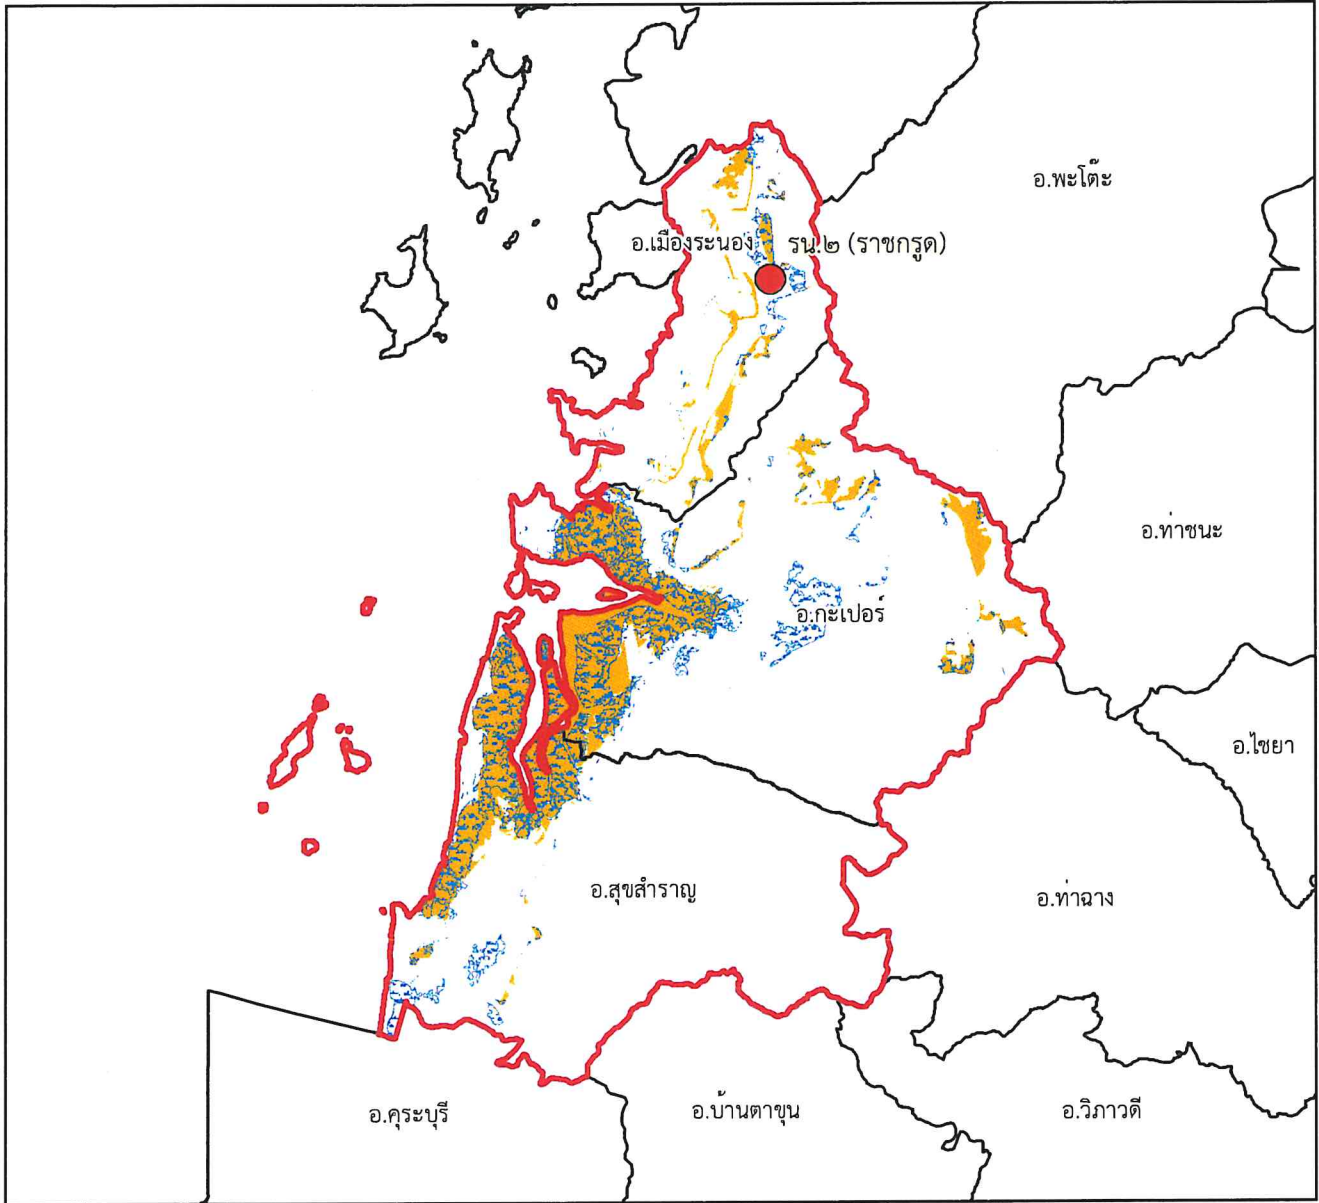 อ.พะโต๊ะ
อ.เมืองระนอง
รน.๒ (ราชกรูด)
อ.ท่าชนะ
อ.กะเปอร์
อ.ไชยา
อ.สุขสำราญ
อ.ท่าฉาง
อ.คุระบุรี
อ.บ้านตาขุน
อ.วิภาวดี